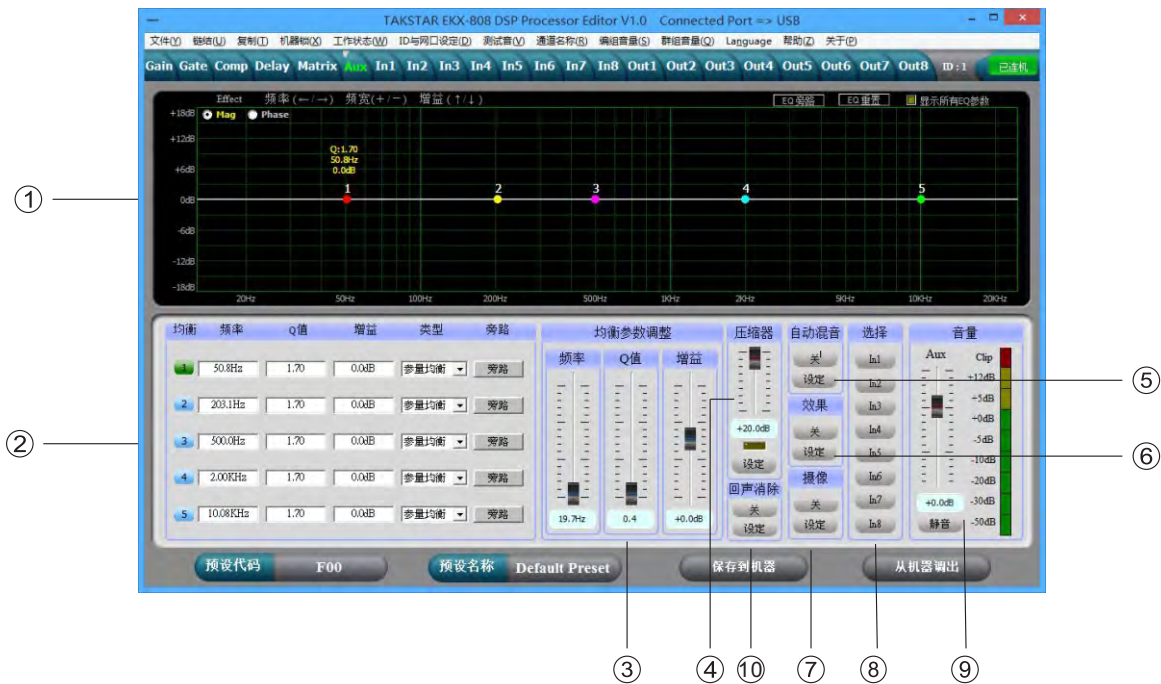 TAKSTAR EKX-808 DSP Processor Editor V1.0 Connected Port => USB
文件(Y) 链结(U) 复制(T) 机器锁(X) 工作状态(W) ID与网口设定(D) 测试音(V) 通道名称(R) 编组音量(S) 群组音量(Q) Language 帮助(Z) 关于(P)
Gain Gate Comp Delay Matrix Aux In1 In2 In3 In4 In5 In6 In7 In8 Out1 Out2 Out3 Out4 Out5 Out6 Out7 Out8 ID:1 已连机
Effect 频率(←/→) 频宽(+/-) 增益(↑/↓) EQ旁路 EQ重置 显示所有EQ参数
+18dB Mag Phase
+12dB
Q:1.70
50.8Hz
+6dB 0.0dB
1 2 3 4 5
0dB
-6dB
-12dB
-18dB
20Hz 50Hz 100Hz 200Hz 500Hz 1KHz 2KHz 5KHz 10KHz 20KHz
①
均衡 频率 Q值 增益 类型 旁路
1 50.8Hz 1.70 0.0dB 参量均衡 旁路
2 203.1Hz 1.70 0.0dB 参量均衡 旁路
3 500.0Hz 1.70 0.0dB 参量均衡 旁路
4 2.00KHz 1.70 0.0dB 参量均衡 旁路
5 10.08KHz 1.70 0.0dB 参量均衡 旁路
②
均衡参数调整
频率 Q值 增益
19.7Hz 0.4 +0.0dB
压缩器
+20.0dB
设定
回声消除
关
设定
自动混音
关
设定
效果
关
设定
摄像
关
设定
选择
In1
In2
In3
In4
In5
In6
In7
In8
音量
Aux Clip
+12dB
+5dB
+0dB
-5dB
-10dB
-20dB
+0.0dB -30dB
静音 -50dB
⑤
⑥
预设代码 F00 预设名称 Default Preset 保存到机器 从机器调出
③ ④ ⑩ ⑦ ⑧ ⑨